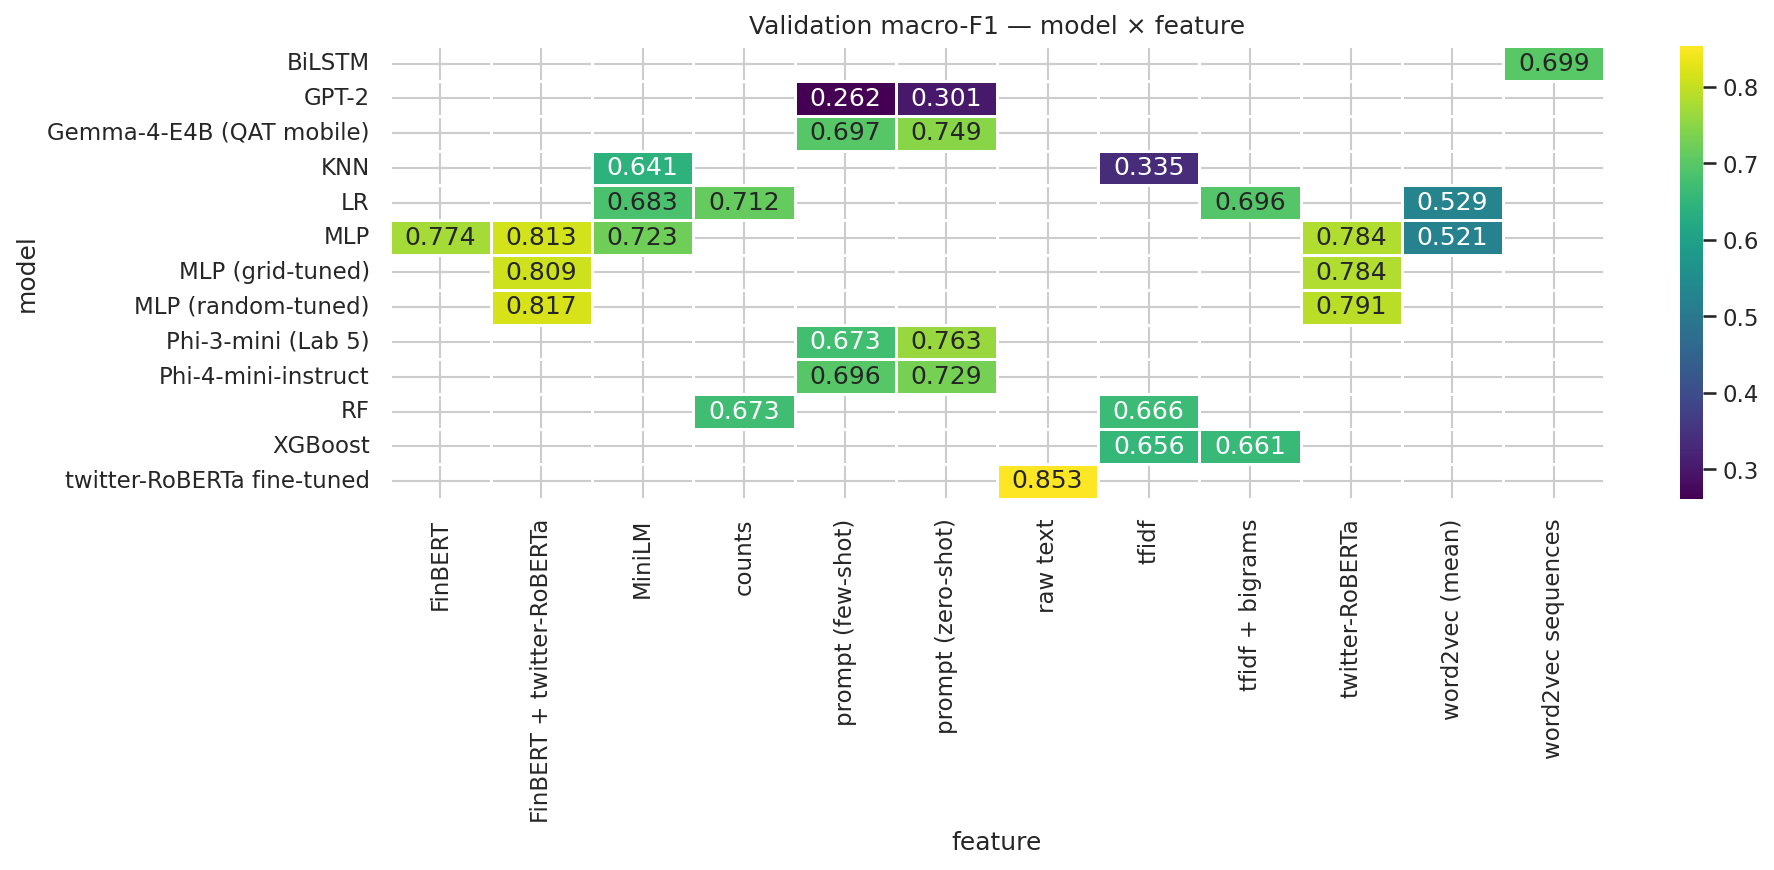 Validation macro-F1 — model × feature
model
BiLSTM 0.699
GPT-2 0.262 0.301
Gemma-4-E4B (QAT mobile) 0.697 0.749
KNN 0.641 0.335
LR 0.683 0.712 0.696 0.529
MLP 0.774 0.813 0.723 0.784 0.521
MLP (grid-tuned) 0.809 0.784
MLP (random-tuned) 0.817 0.791
Phi-3-mini (Lab 5) 0.673 0.763
Phi-4-mini-instruct 0.696 0.729
RF 0.673 0.666
XGBoost 0.656 0.661
twitter-RoBERTa fine-tuned 0.853
FinBERT
FinBERT + twitter-RoBERTa
MiniLM
counts
prompt (few-shot)
prompt (zero-shot)
raw text
tfidf
tfidf + bigrams
twitter-RoBERTa
word2vec (mean)
word2vec sequences
feature
0.8
0.7
0.6
0.5
0.4
0.3